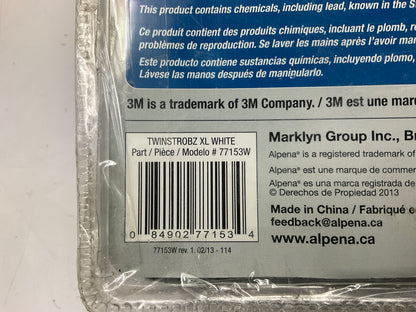 This product contains chemicals, including lead, known in the S
Ce produit contient des produits chimiques, incluant le plomb, r
problèmes de reproduction. Se laver les mains après l'avoir mani
Este producto contiene sustancias químicas, incluyendo plomo,
Lávese las manos después de manipularlo.
3M is a trademark of 3M Company. / 3M est une marq
TWINSTROBZ XL WHITE
Part / Pièce / Modelo # 77153W
0 84902 77153 4
77153W rev. 1. 02/13 - 114
Marklyn Group Inc., Br
Alpena® is a registered trademark of
Alpena® est une marque de commer
Alpena® es una marca registrada de
© Derechos de Propiedad 2013
Made in China / Fabriqué e
feedback@alpena.ca
www.alpena.ca